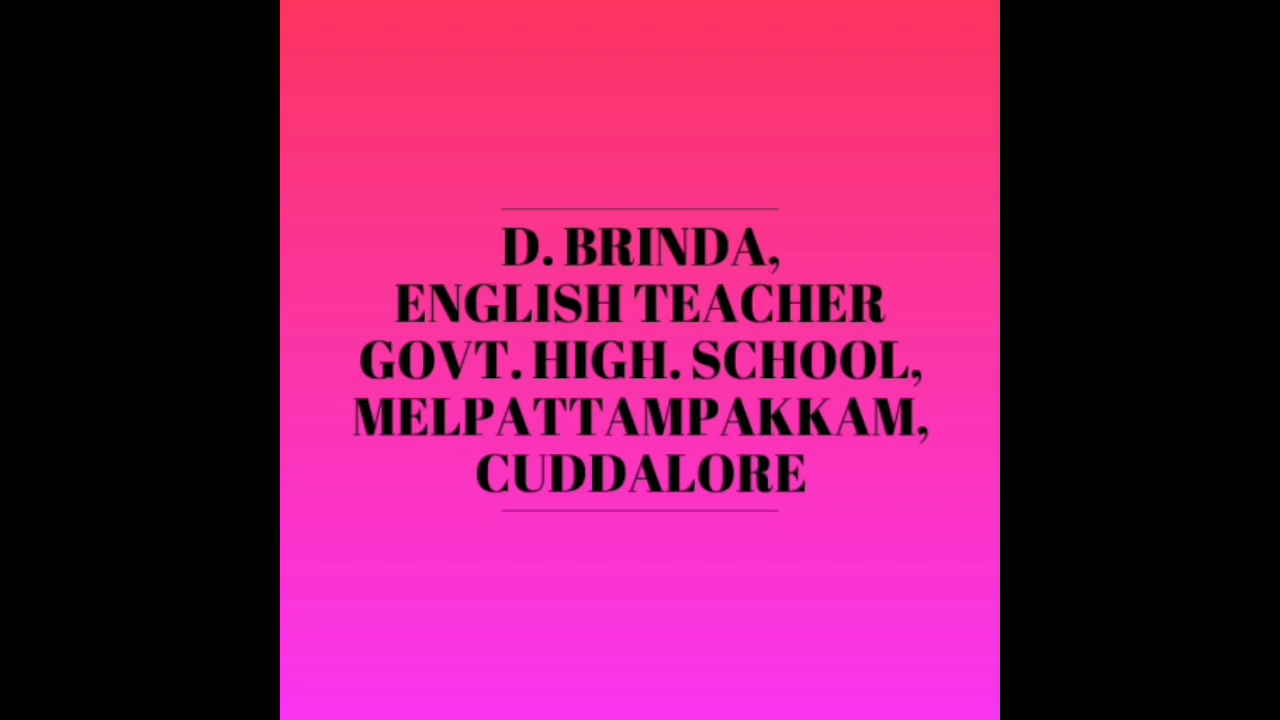 D. BRINDA,
ENGLISH TEACHER
GOVT. HIGH. SCHOOL,
MELPATTAMPAKKAM,
CUDDALORE